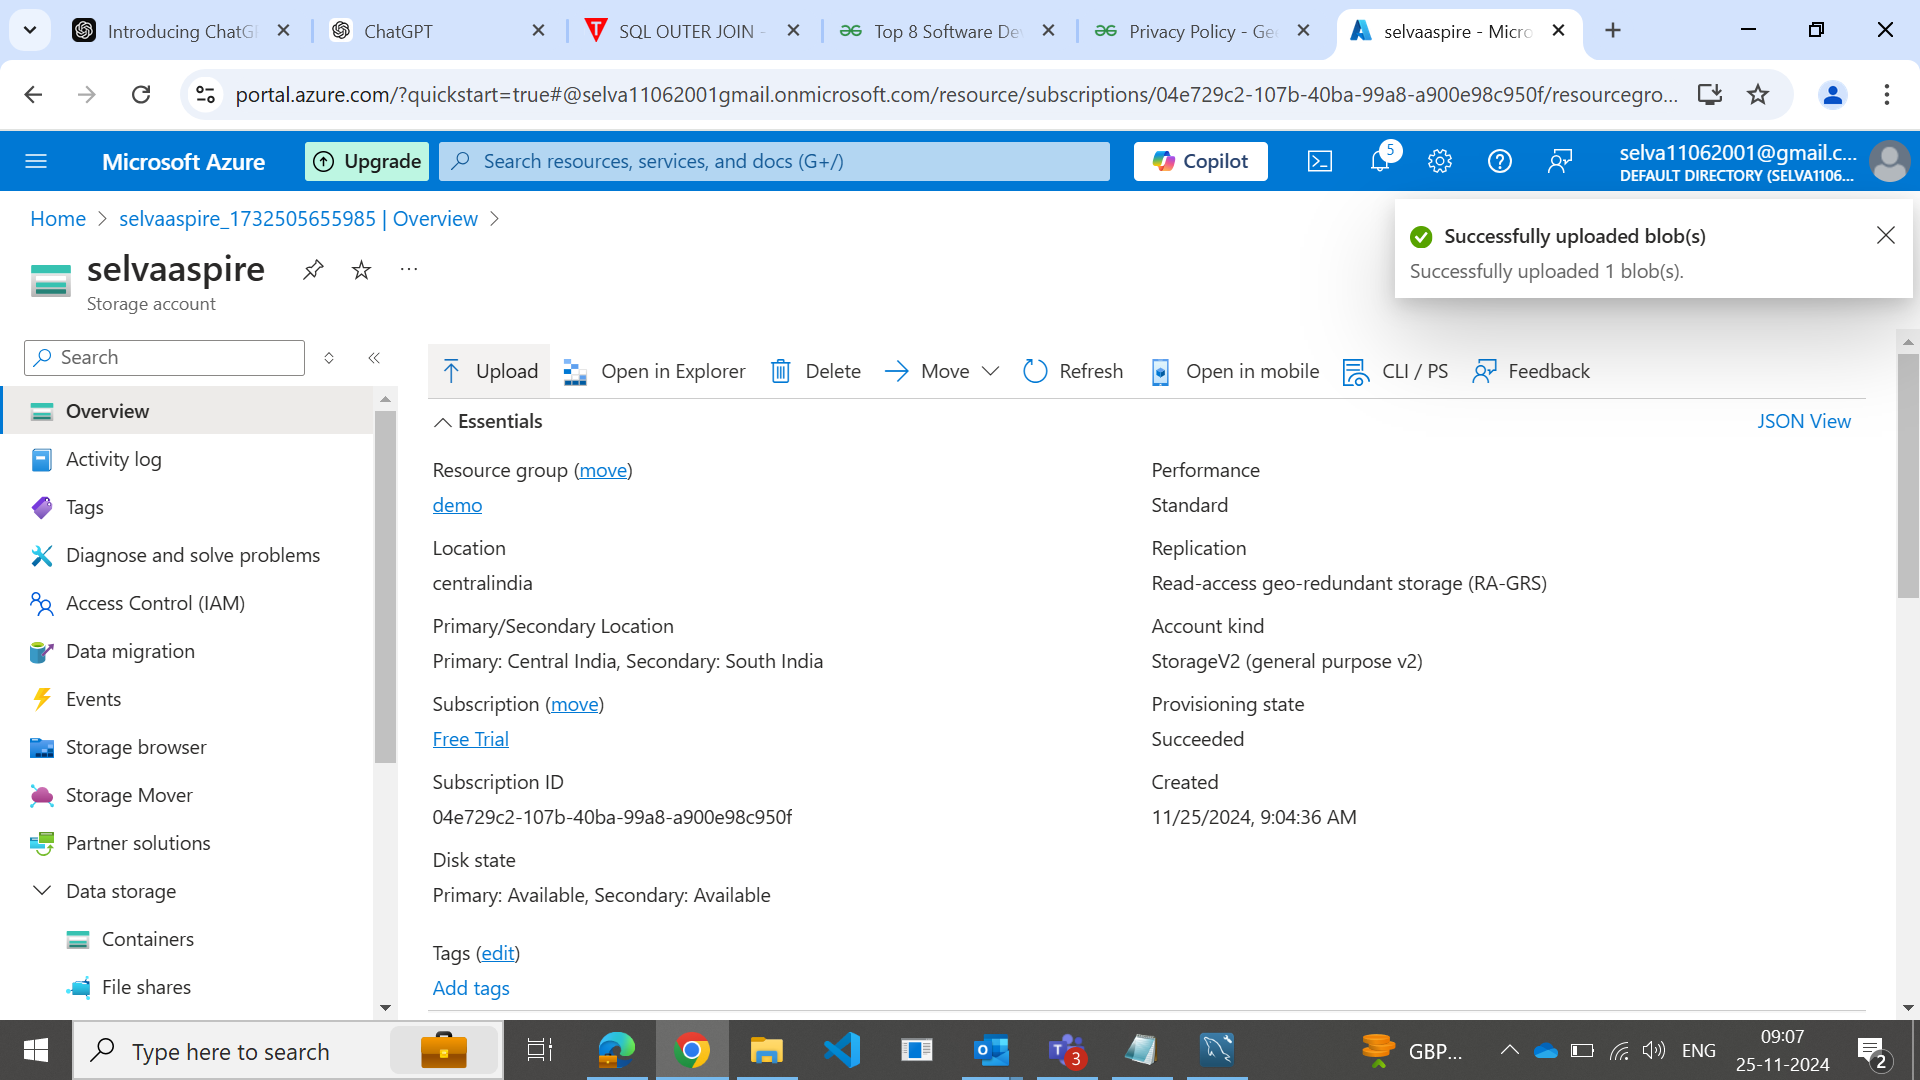 Introducing ChatG
ChatGPT
SQL OUTER JOIN -
Top 8 Software De
Privacy Policy - Ge
selvaaspire - Micro
portal.azure.com/?quickstart=true#@selva11062001gmail.onmicrosoft.com/resource/subscriptions/04e729c2-107b-40ba-99a8-a900e98c950f/resourcegro...
Microsoft Azure
Upgrade
Search resources, services, and docs (G+/)
Copilot
5
selva11062001@gmail.c...
DEFAULT DIRECTORY (SELVA1106...
Home > selvaaspire_1732505655985 | Overview >
selvaaspire
Storage account
Successfully uploaded blob(s)
Successfully uploaded 1 blob(s).
Search
Overview
Activity log
Tags
Diagnose and solve problems
Access Control (IAM)
Data migration
Events
Storage browser
Storage Mover
Partner solutions
Data storage
Containers
File shares
Upload
Open in Explorer
Delete
Move
Refresh
Open in mobile
CLI / PS
Feedback
Essentials
JSON View
Resource group (move)
demo
Location
centralindia
Primary/Secondary Location
Primary: Central India, Secondary: South India
Subscription (move)
Free Trial
Subscription ID
04e729c2-107b-40ba-99a8-a900e98c950f
Disk state
Primary: Available, Secondary: Available
Tags (edit)
Add tags
Performance
Standard
Replication
Read-access geo-redundant storage (RA-GRS)
Account kind
StorageV2 (general purpose v2)
Provisioning state
Succeeded
Created
11/25/2024, 9:04:36 AM
Type here to search
3
GBP...
ENG
09:07
25-11-2024
2